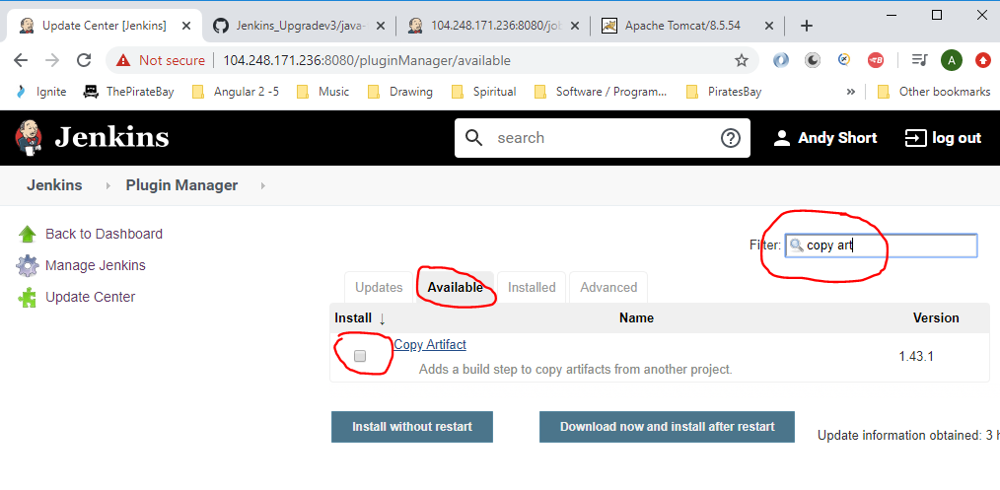 Update Center [Jenkins]
Jenkins_Upgradev3/java-
104.248.171.236:8080/job
Apache Tomcat/8.5.54
Not secure
104.248.171.236:8080/pluginManager/available
A
Ignite
ThePirateBay
Angular 2 -5
Music
Drawing
Spiritual
Software / Program...
PiratesBay
»
Other bookmarks
Jenkins
search
Andy Short
log out
Jenkins
Plugin Manager
Back to Dashboard
Manage Jenkins
Update Center
Filter: copy art
Updates
Available
Installed
Advanced
Install ↓
Name
Version
Copy Artifact
1.43.1
Adds a build step to copy artifacts from another project.
Install without restart
Download now and install after restart
Update information obtained: 3 h